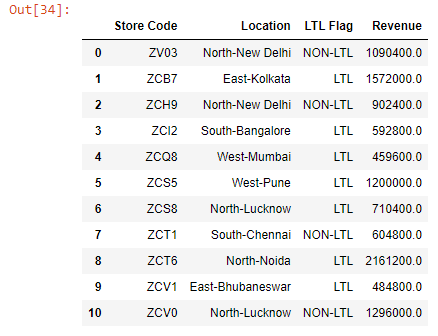 Out[34]:
Store Code Location LTL Flag Revenue
0 ZV03 North-New Delhi NON-LTL 1090400.0
1 ZCB7 East-Kolkata LTL 1572000.0
2 ZCH9 North-New Delhi NON-LTL 902400.0
3 ZCI2 South-Bangalore LTL 592800.0
4 ZCQ8 West-Mumbai LTL 459600.0
5 ZCS5 West-Pune LTL 1200000.0
6 ZCS8 North-Lucknow LTL 710400.0
7 ZCT1 South-Chennai NON-LTL 604800.0
8 ZCT6 North-Noida LTL 2161200.0
9 ZCV1 East-Bhubaneswar LTL 484800.0
10 ZCV0 North-Lucknow NON-LTL 1296000.0